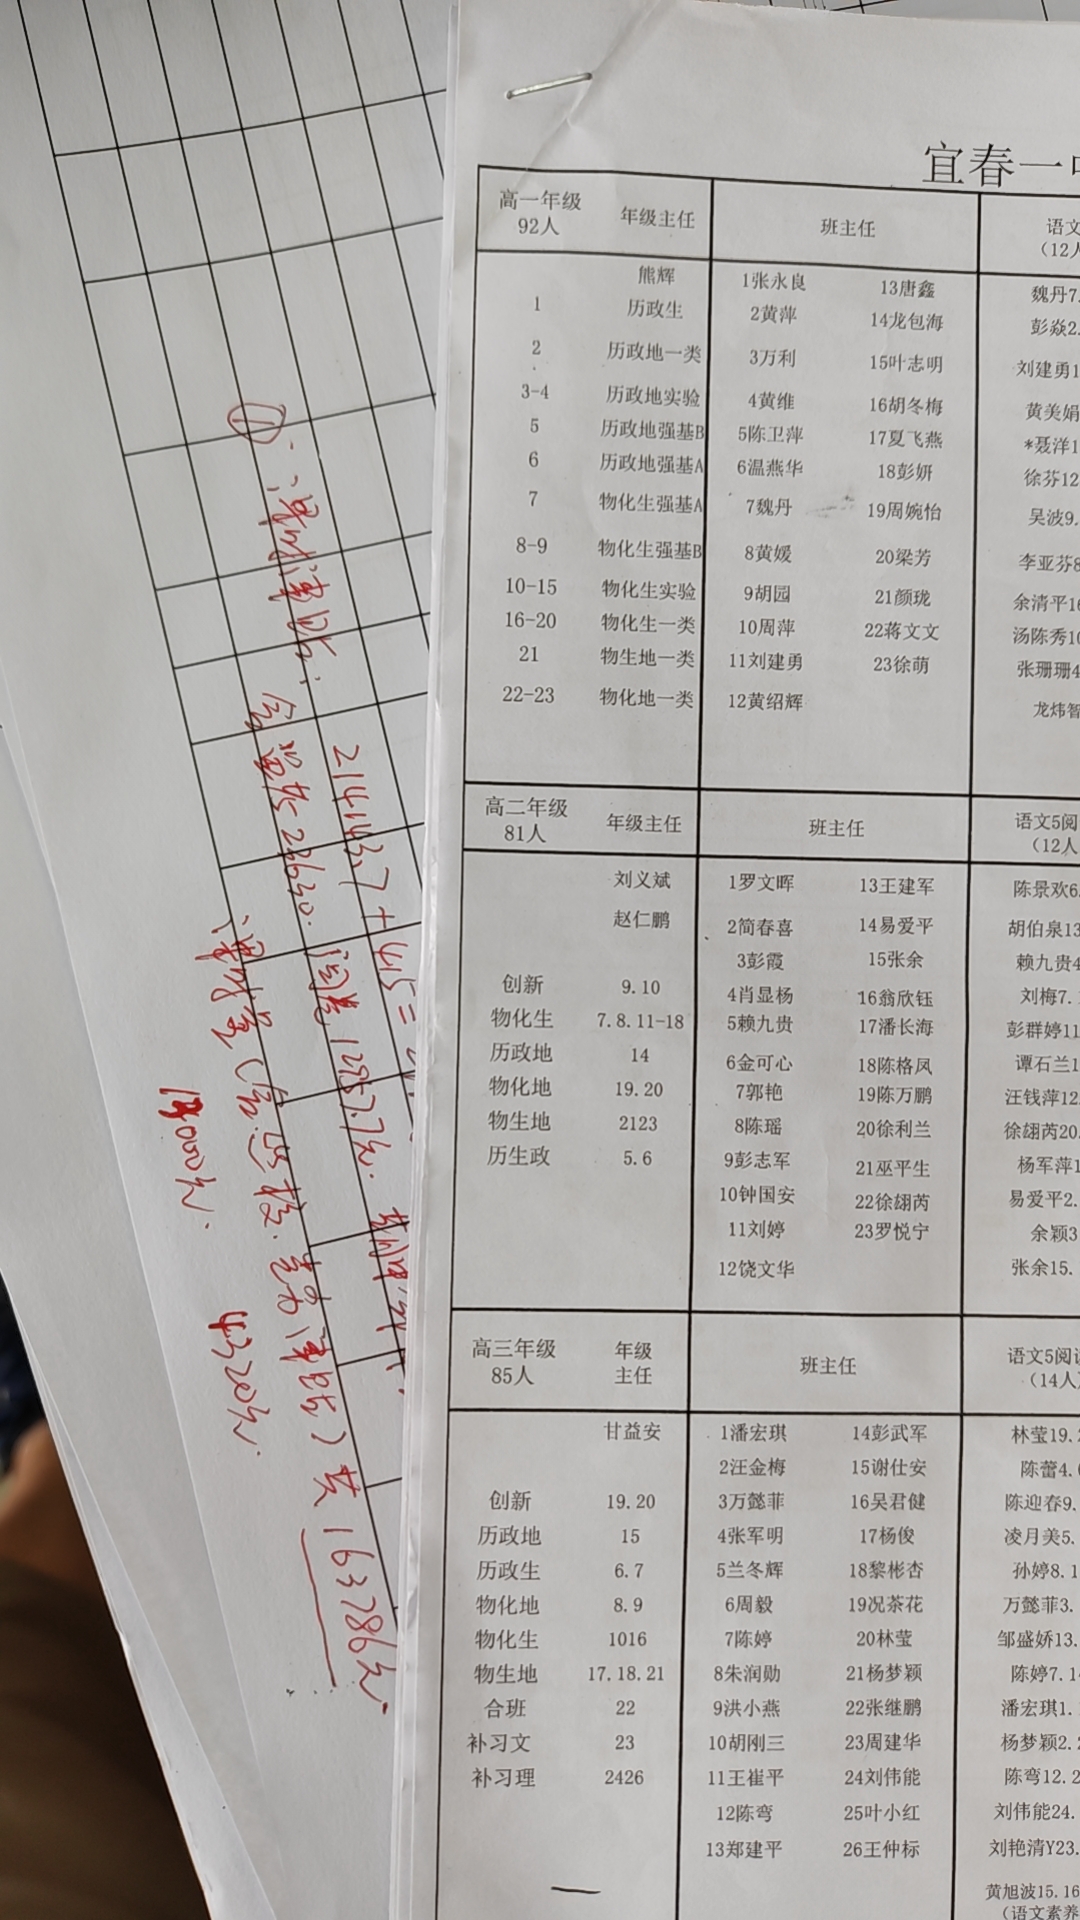 宜春一中
高一年级 92人 年级主任 班主任 语文 (12人
熊辉 1张永良 13唐鑫 魏丹7.
1 历政生 2黄萍 14龙包海 彭焱2.
2 历政地一类 3万利 15叶志明 刘建勇1
3-4 历政地实验 4黄维 16胡冬梅 黄美娟
5 历政地强基B 5陈卫萍 17夏飞燕 *聂洋1
6 历政地强基A 6温燕华 18彭妍 徐芬12
7 物化生强基A 7魏丹 19周婉怡 吴波9.
8-9 物化生强基B 8黄媛 20梁芳 李亚芬8
10-15 物化生实验 9胡园 21颜珑 余清平16
16-20 物化生一类 10周萍 22蒋文文 汤陈秀10
21 物生地一类 11刘建勇 23徐萌 张珊珊4
22-23 物化地一类 12黄绍辉 龙炜智
高二年级 81人 年级主任 班主任 语文5阅 (12人
刘义斌 1罗文晖 13王建军 陈景欢6.
赵仁鹏 2简春喜 14易爱平 胡伯泉13
3彭霞 15张余 赖九贵4
创新 9.10 4肖显杨 16翁欣钰 刘梅7.
物化生 7.8.11-18 5赖九贵 17潘长海 彭群婷11
历政地 14 6金可心 18陈格凤 谭石兰1
物化地 19.20 7郭艳 19陈万鹏 汪钱萍12
物生地 2123 8陈瑶 20徐利兰 徐翃芮20.
历生政 5.6 9彭志军 21巫平生 杨军萍1
10钟国安 22徐翃芮 易爱平2.
11刘婷 23罗悦宁 余颖3
12饶文华 张余15.
高三年级 85人 年级 主任 班主任 语文5阅读 (14人)
甘益安 1潘宏琪 14彭武军 林莹19.2
2汪金梅 15谢仕安 陈蕾4.6
创新 19.20 3万懿菲 16吴君健 陈迎春9.
历政地 15 4张军明 17杨俊 凌月美5.
历政生 6.7 5兰冬辉 18黎彬杏 孙婷8.1
物化地 8.9 6周毅 19况茶花 万懿菲3.
物化生 1016 7陈婷 20林莹 邹盛娇13.
物生地 17.18.21 8朱润勋 21杨梦颖 陈婷7.14
合班 22 9洪小燕 22张继鹏 潘宏琪1.
补习文 23 10胡刚三 23周建华 杨梦颖2.2
补习理 2426 11王崔平 24刘伟能 陈弯12.2
12陈弯 25叶小红 刘伟能24.
13郑建平 26王仲标 刘艳清Y23.
黄旭波15.16
(语文素养
①
214143.7+415=
23630.
12957.7元.
163786元.
4320元.